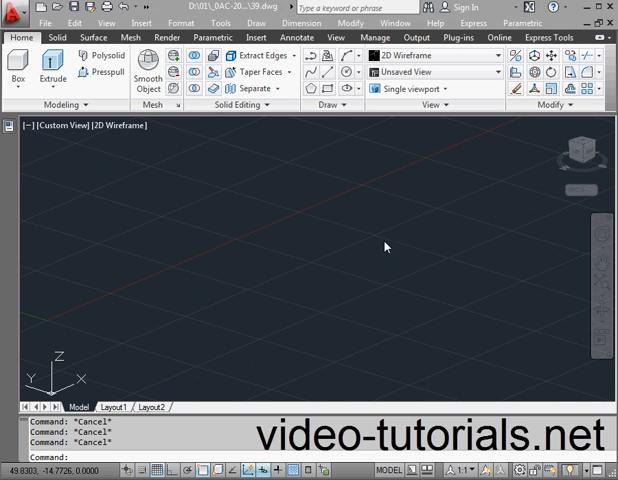 D:\01\_0AC-20...\39.dwg
Type a keyword or phrase
Sign In
File Edit View Insert Format Tools Draw Dimension Modify Window Express Parametric
Home Solid Surface Mesh Render Parametric Insert Annotate View Manage Output Plug-ins Online Express Tools
Box
Extrude
Polysolid
Presspull
Smooth
Object
Extract Edges
Taper Faces
Separate
2D Wireframe
Unsaved View
Single viewport
Modeling
Mesh
Solid Editing
Draw
View
Modify
[−] [Custom View] [2D Wireframe]
Z
Y
X
Model Layout1 Layout2
Command: *Cancel*
Command: *Cancel*
Command: *Cancel*
Command:
video-tutorials.net
49.8303, -14.7726, 0.0000
MODEL
1:1